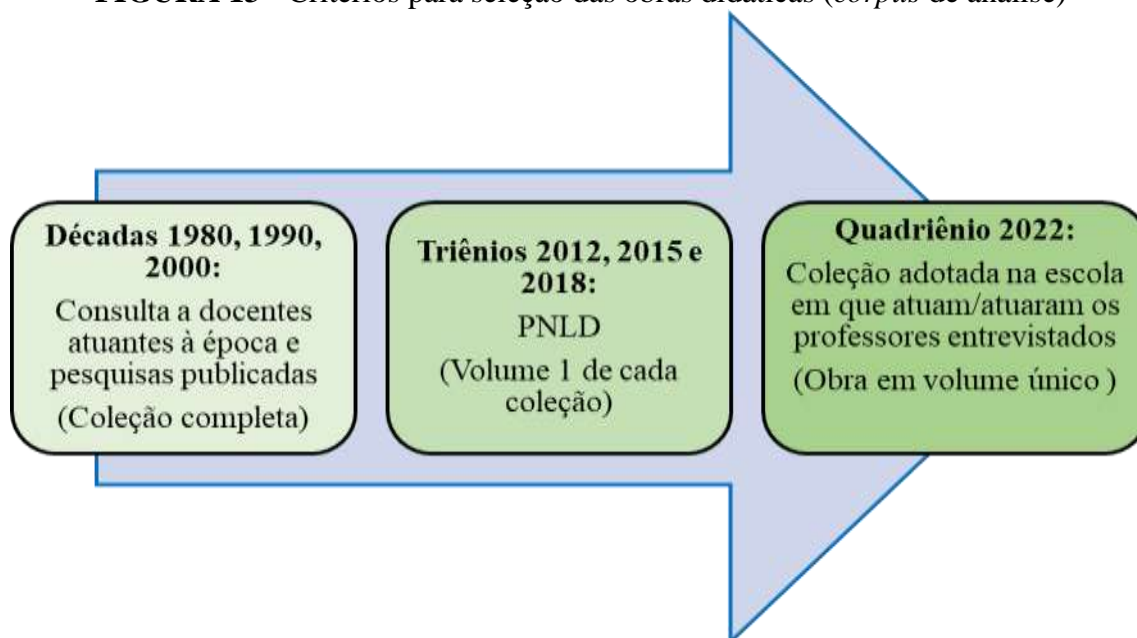 FIGURA 13 - Critérios para seleção das obras didáticas (corpus de análise)
Décadas 1980, 1990,
2000:
Consulta a docentes
atuantes à época e
pesquisas publicadas
(Coleção completa)
Triênios 2012, 2015 e
2018:
PNLD
(Volume 1 de cada
coleção)
Quadriênio 2022:
Coleção adotada na escola
em que atuam/atuaram os
professores entrevistados
(Obra em volume único )